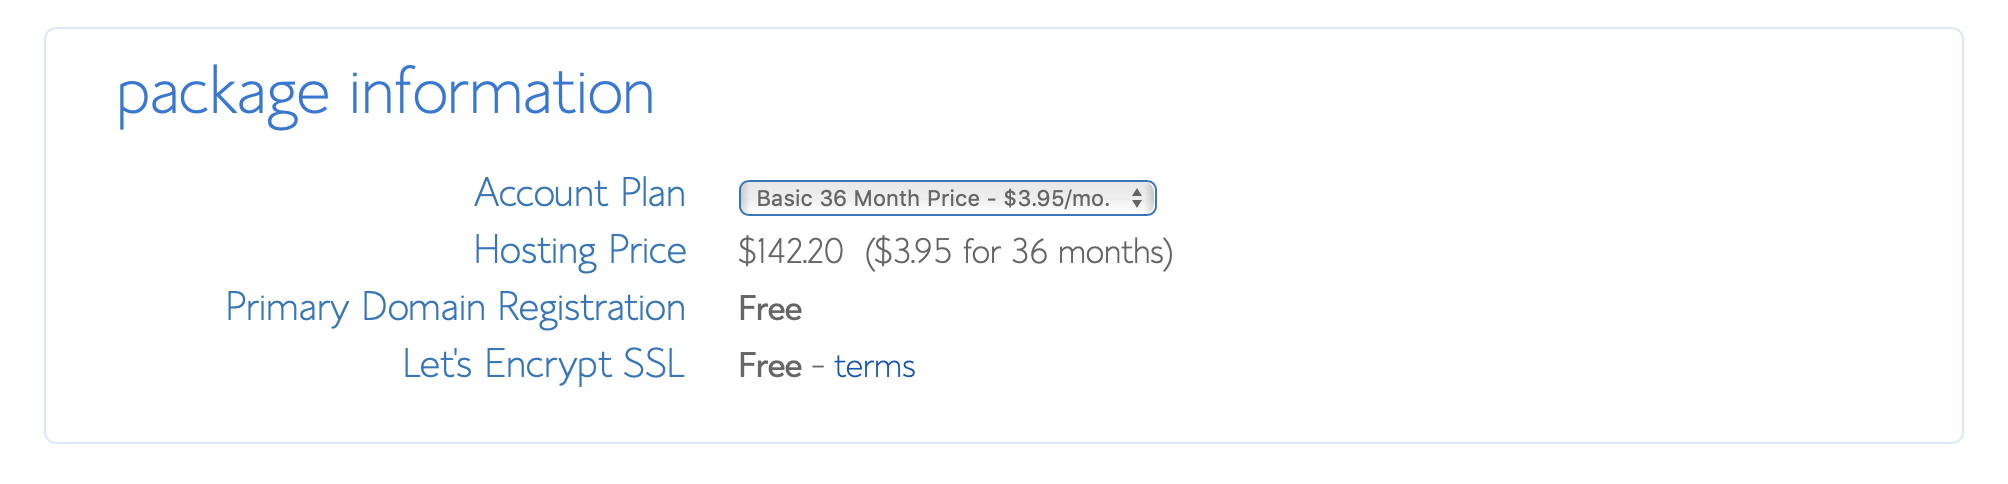 package information
Account Plan Basic 36 Month Price - $3.95/mo.
Hosting Price $142.20 ($3.95 for 36 months)
Primary Domain Registration Free
Let's Encrypt SSL Free - terms